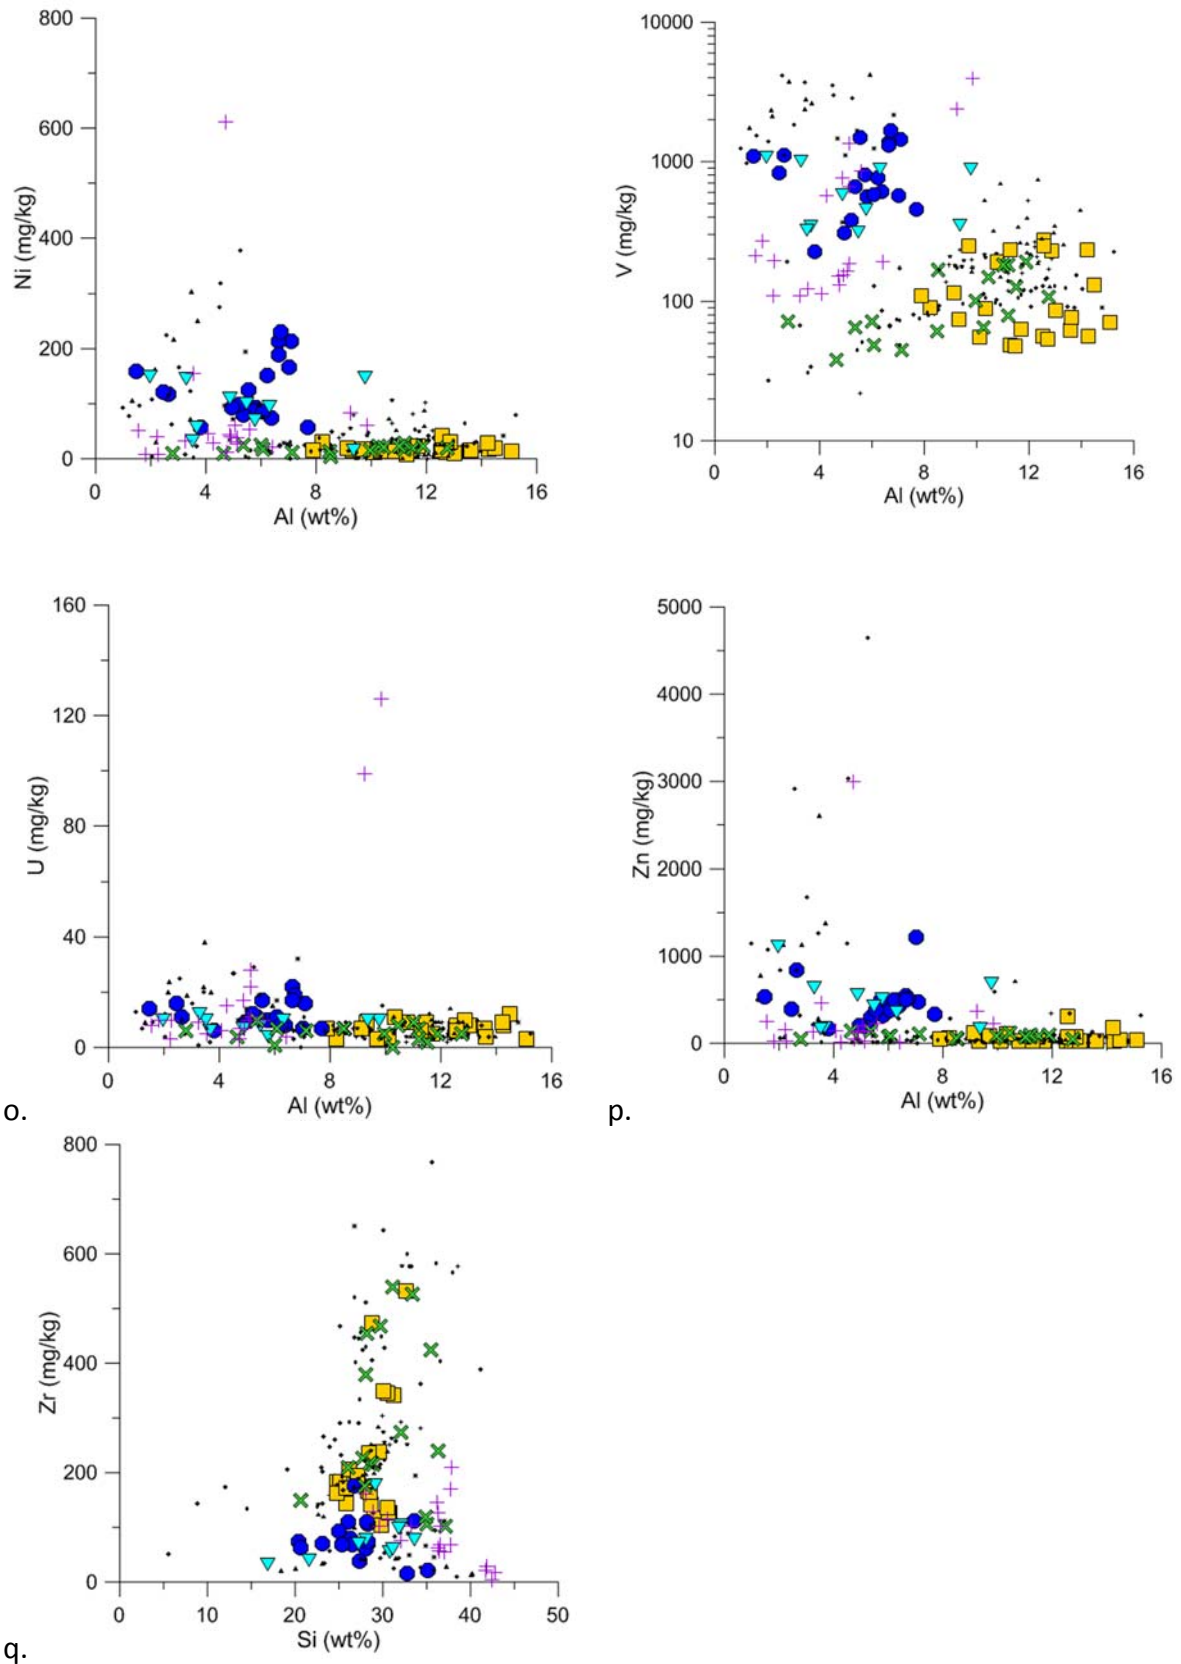 800
600
400
200
0
Ni (mg/kg)
0 4 8 12 16
Al (wt%)
10000
1000
100
10
V (mg/kg)
0 4 8 12 16
Al (wt%)
160
120
80
40
0
U (mg/kg)
0 4 8 12 16
Al (wt%)
o.
5000
4000
3000
2000
1000
0
Zn (mg/kg)
0 4 8 12 16
Al (wt%)
p.
800
600
400
200
0
Zr (mg/kg)
0 10 20 30 40 50
Si (wt%)
q.